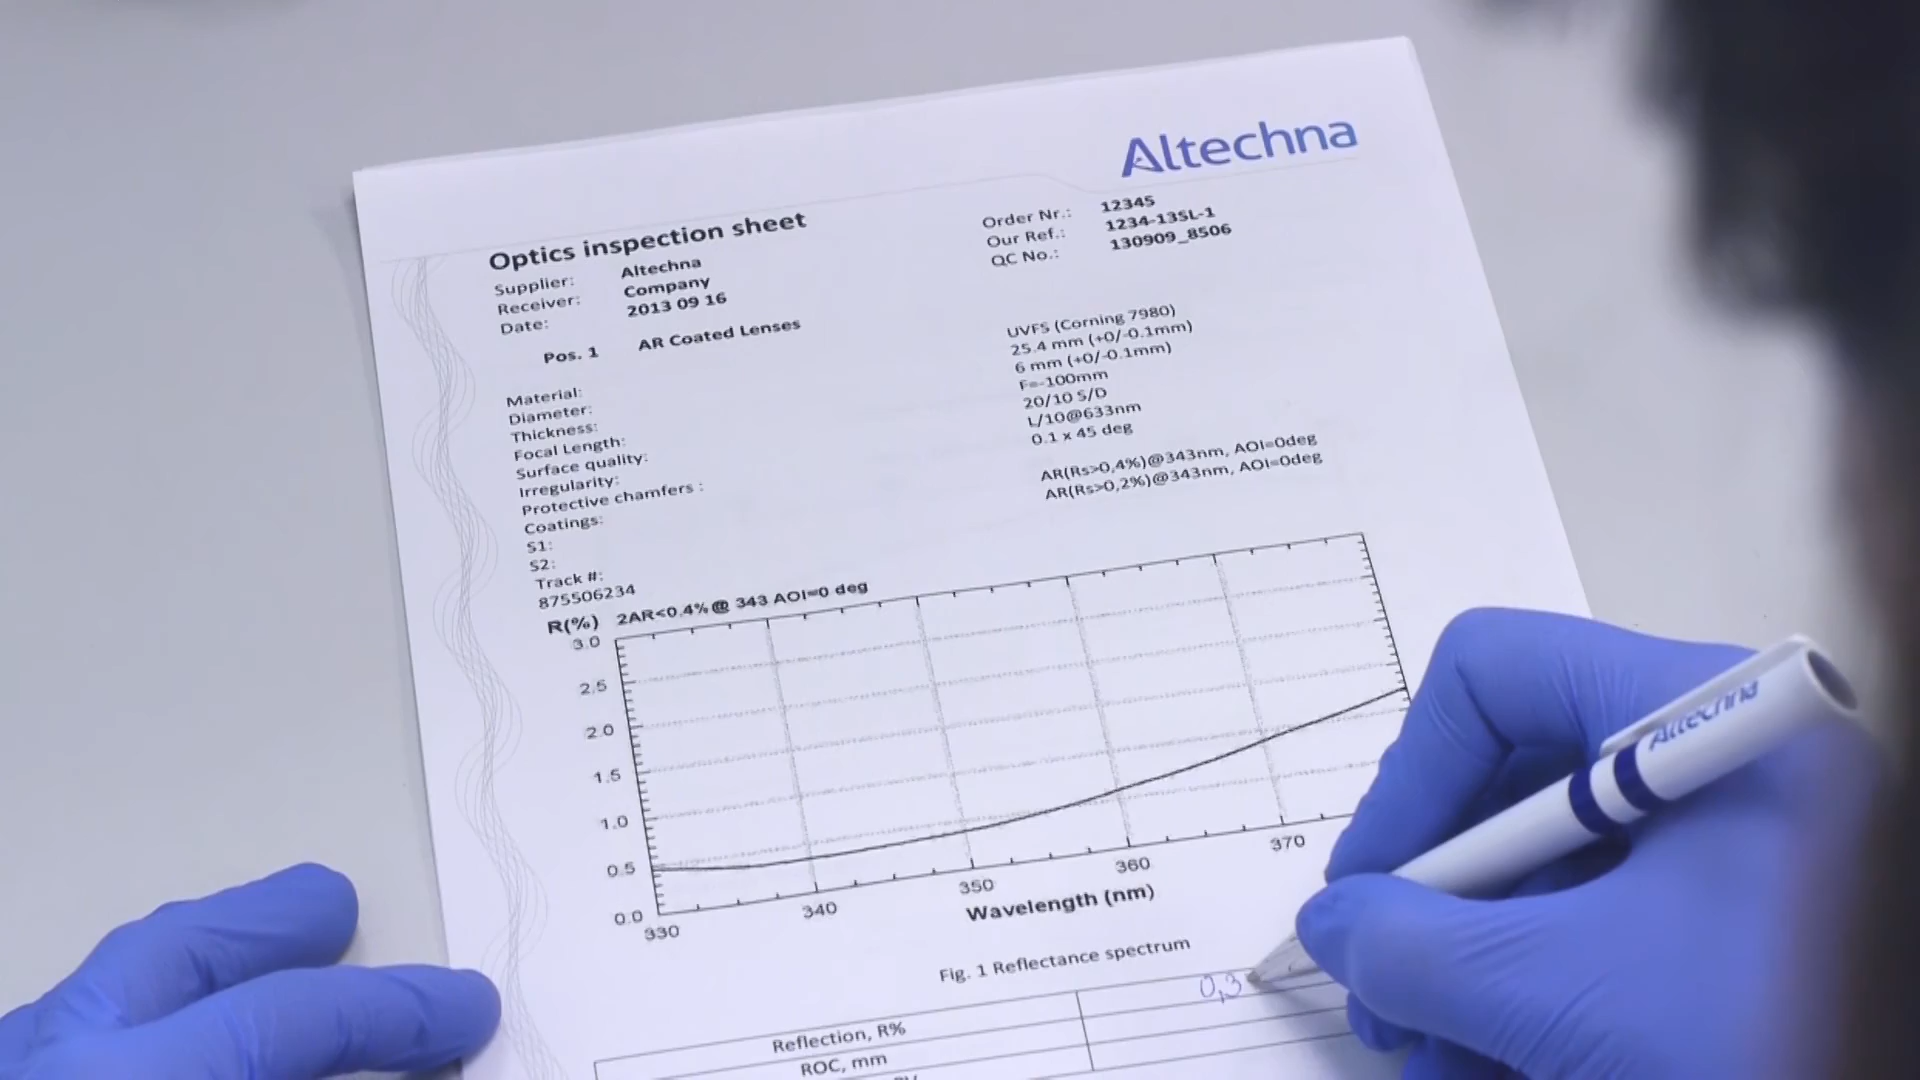 Altechna
Optics inspection sheet
Supplier: Altechna
Receiver: Company
Date: 2013 09 16
Order Nr.: 12345
Our Ref.: 1234-13SL-1
QC No.: 130909_8506
Pos. 1 AR Coated Lenses
Material: UVFS (Corning 7980)
Diameter: 25.4 mm (+0/-0.1mm)
Thickness: 6 mm (+0/-0.1mm)
Focal Length: F=-100mm
Surface quality: 20/10 S/D
Irregularity: L/10@633nm
Protective chamfers : 0.1 x 45 deg
Coatings:
S1: AR(Rs>0,4%)@343nm, AOI=0deg
S2: AR(Rs>0,2%)@343nm, AOI=0deg
Track #:
875506234
R(%) 2AR<0.4% @ 343 AOI=0 deg
3.0
2.5
2.0
1.5
1.0
0.5
0.0
330 340 350 360 370
Wavelength (nm)
Fig. 1 Reflectance spectrum
Reflection, R% 0,3
ROC, mm
Altechna